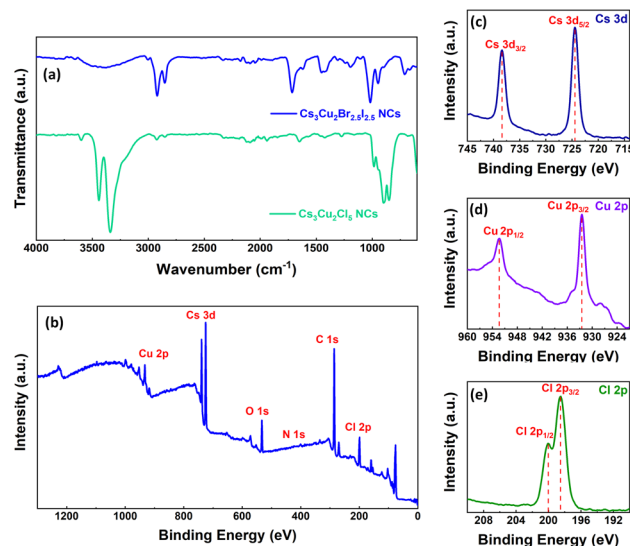 (a)
Transmittance (a.u.)
Cs₃Cu₂Br₂.₅I₂.₅ NCs
Cs₃Cu₂Cl₅ NCs
4000 3000 2000 1000
Wavenumber (cm⁻¹)
(b)
Intensity (a.u.)
Cs 3d
Cu 2p
C 1s
O 1s
N 1s
Cl 2p
1200 1000 800 600 400 200 0
Binding Energy (eV)
(c)
Cs 3d
Intensity (a.u.)
Cs 3d₅/₂
Cs 3d₃/₂
745 740 735 730 725 720 715
Binding Energy (eV)
(d)
Cu 2p
Intensity (a.u.)
Cu 2p₃/₂
Cu 2p₁/₂
960 954 948 942 936 930 924
Binding Energy (eV)
(e)
Cl 2p
Intensity (a.u.)
Cl 2p₃/₂
Cl 2p₁/₂
208 204 200 196 192
Binding Energy (eV)